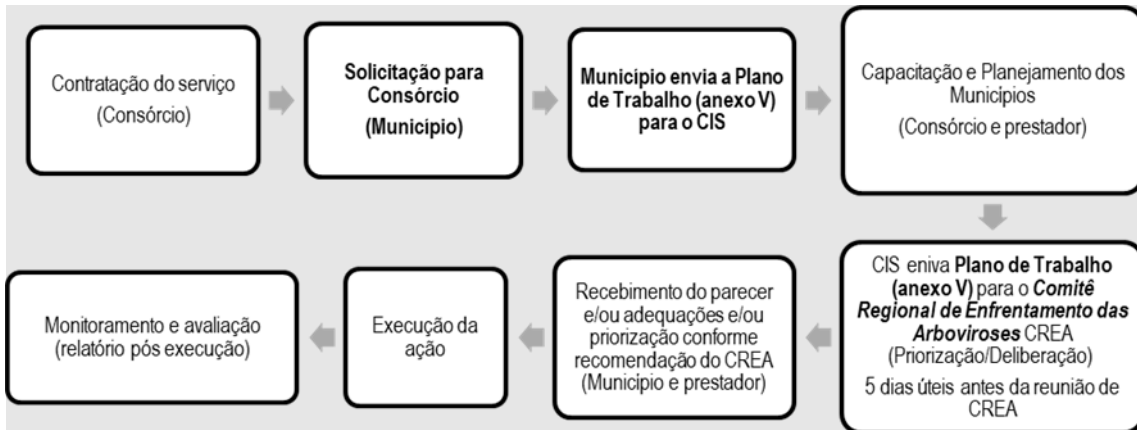 Contratação do serviço
(Consórcio)
Solicitação para
Consórcio
(Município)
Município envia a Plano
de Trabalho (anexo V)
para o CIS
Capacitação e Planejamento dos
Municípios
(Consórcio e prestador)
CIS eniva Plano de Trabalho
(anexo V) para o Comitê
Regional de Enfrentamento das
Arboviroses CREA
(Priorização/Deliberação)
5 dias úteis antes da reunião de
CREA
Recebimento do parecer
e/ou adequações e/ou
priorização conforme
recomendação do CREA
(Município e prestador)
Execução da
ação
Monitoramento e avaliação
(relatório pós execução)